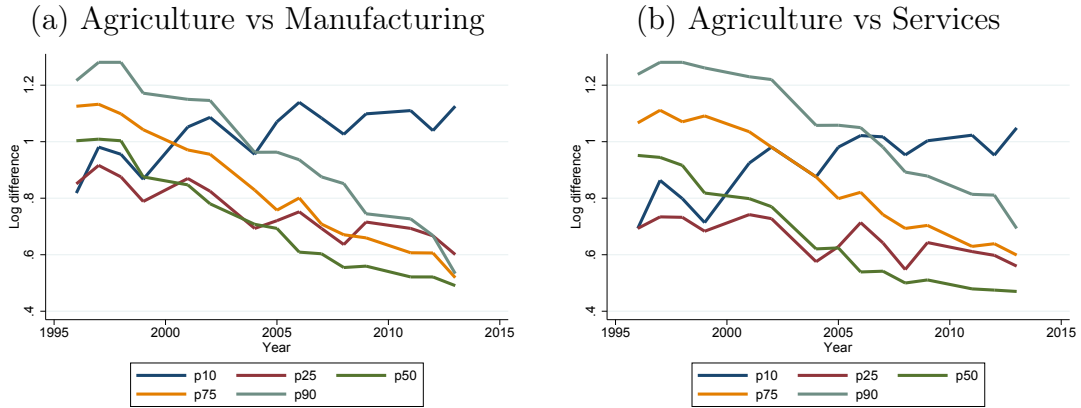 (a) Agriculture vs Manufacturing
Log difference
1.2
1
.8
.6
.4
1995 2000 2005 2010 2015
Year
p10 p25 p50
p75 p90
(b) Agriculture vs Services
Log difference
1.2
1
.8
.6
.4
1995 2000 2005 2010 2015
Year
p10 p25 p50
p75 p90